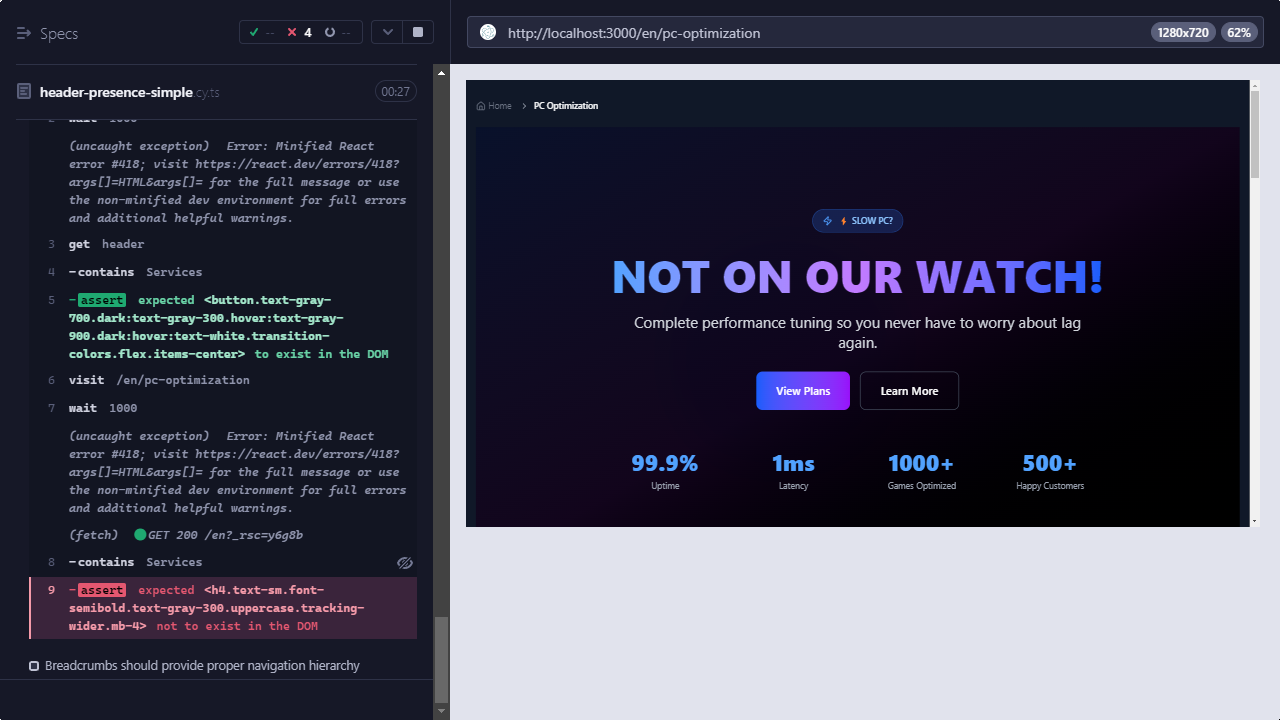 Specs
--
4
--
http://localhost:3000/en/pc-optimization
1280x720
62%
header-presence-simple.cy.ts
00:27
2 wait 1000
(uncaught exception) Error: Minified React
error #418; visit https://react.dev/errors/418?
args[]=HTML&args[]= for the full message or use
the non-minified dev environment for full errors
and additional helpful warnings.
3 get header
4 -contains Services
5 -assert expected <button.text-gray-
700.dark:text-gray-300.hover:text-gray-
900.dark:hover:text-white.transition-
colors.flex.items-center> to exist in the DOM
6 visit /en/pc-optimization
7 wait 1000
(uncaught exception) Error: Minified React
error #418; visit https://react.dev/errors/418?
args[]=HTML&args[]= for the full message or use
the non-minified dev environment for full errors
and additional helpful warnings.
(fetch) GET 200 /en?_rsc=y6g8b
8 -contains Services
9 -assert expected <h4.text-sm.font-
semibold.text-gray-300.uppercase.tracking-
wider.mb-4> not to exist in the DOM
Breadcrumbs should provide proper navigation hierarchy
Home > PC Optimization
SLOW PC?
NOT ON OUR WATCH!
Complete performance tuning so you never have to worry about lag
again.
View Plans
Learn More
99.9% 1ms 1000+ 500+
Uptime Latency Games Optimized Happy Customers